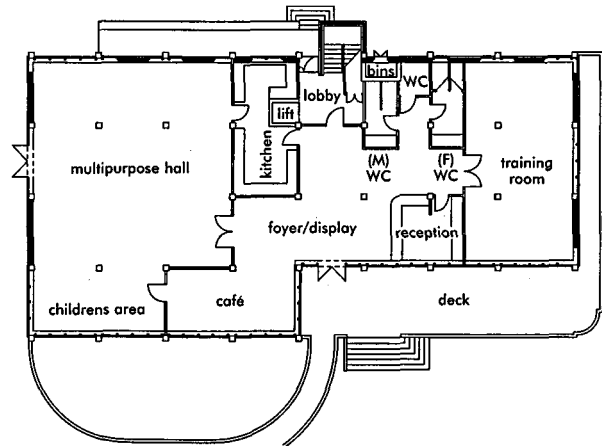 bins
WC
lobby
lift
kitchen
multipurpose hall
(M)
WC
(F)
WC
training
room
foyer/display
reception
childrens area
café
deck